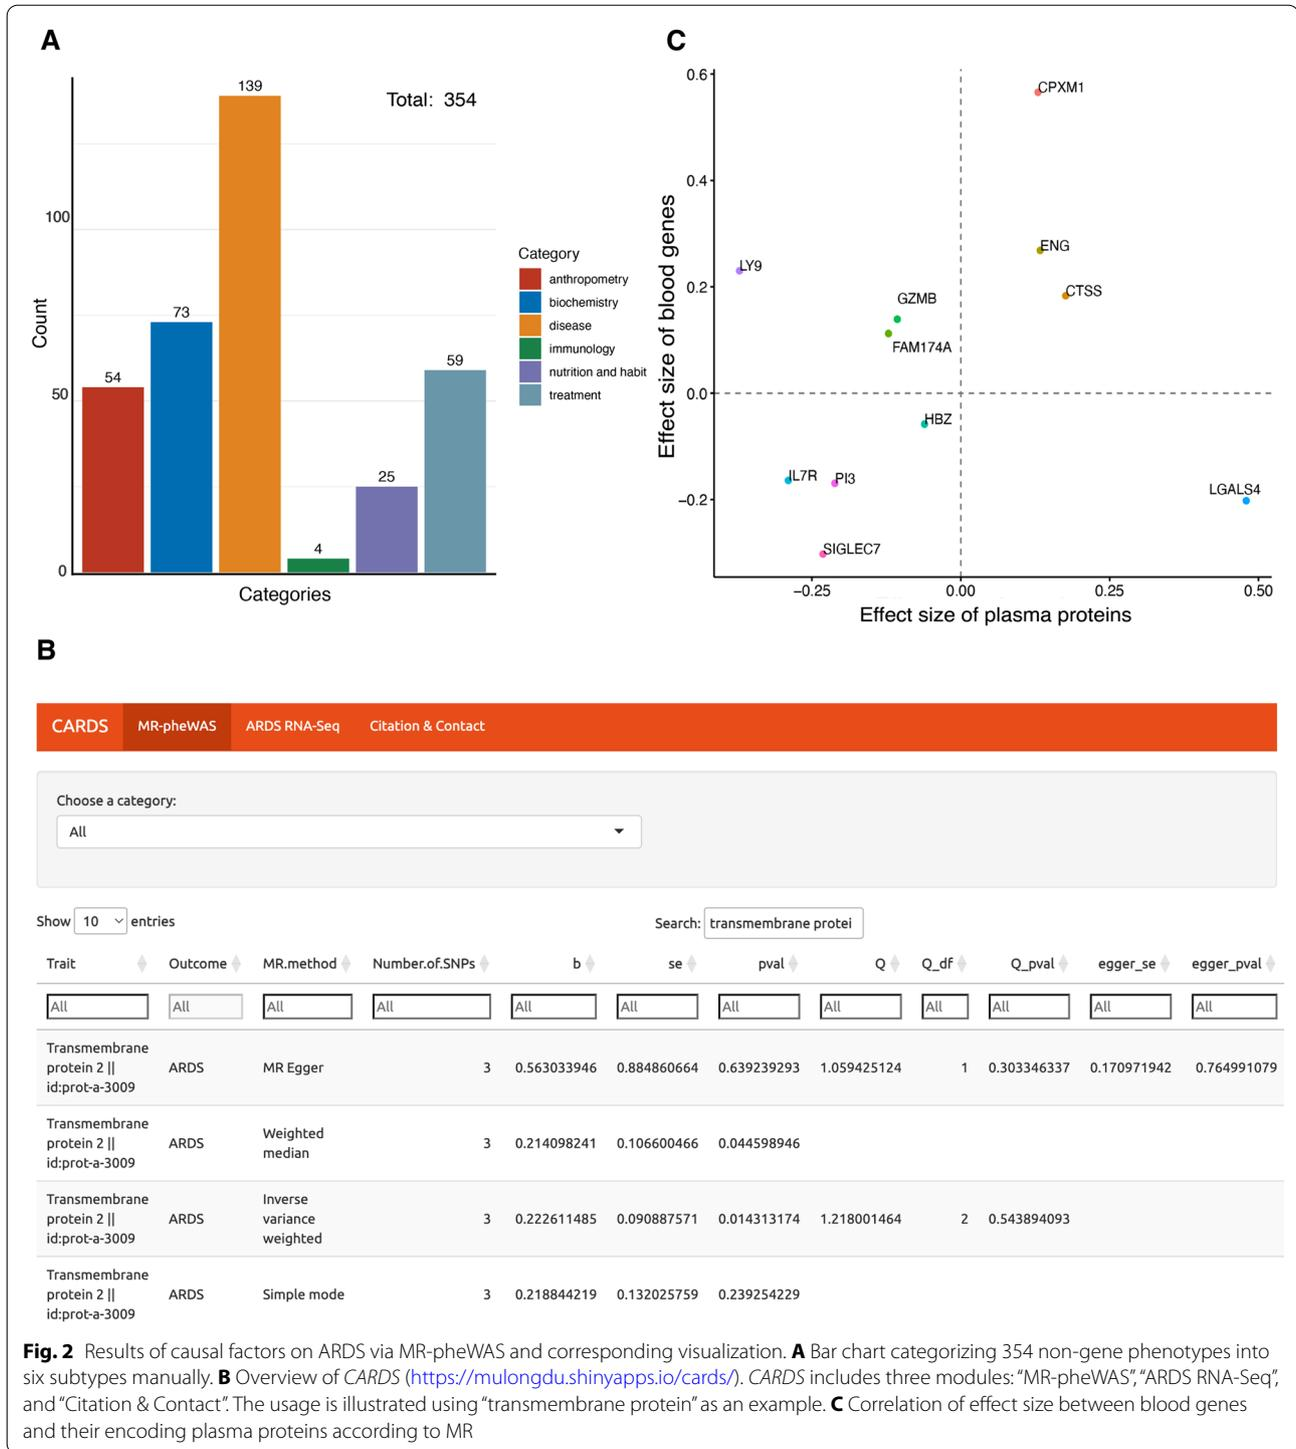 A
139
Total: 354
100
73
59
54
50
25
4
0
Count
Categories
Category
anthropometry
biochemistry
disease
immunology
nutrition and habit
treatment
C
0.6
0.4
0.2
0.0
−0.2
Effect size of blood genes
CPXM1
ENG
LY9
CTSS
GZMB
FAM174A
HBZ
IL7R
PI3
LGALS4
SIGLEC7
−0.25
0.00
0.25
0.50
Effect size of plasma proteins
B
CARDS MR-pheWAS ARDS RNA-Seq Citation & Contact
Choose a category:
All
Show 10 entries Search: transmembrane protei
Trait Outcome MR.method Number.of.SNPs b se pval Q Q_df Q_pval egger_se egger_pval
All All All All All All All All All All All All
Transmembrane
protein 2 || ARDS MR Egger 3 0.563033946 0.884860664 0.639239293 1.059425124 1 0.303346337 0.170971942 0.764991079
id:prot-a-3009
Transmembrane Weighted
protein 2 || ARDS median 3 0.214098241 0.106600466 0.044598946
id:prot-a-3009
Transmembrane Inverse
protein 2 || ARDS variance 3 0.222611485 0.090887571 0.014313174 1.218001464 2 0.543894093
id:prot-a-3009 weighted
Transmembrane
protein 2 || ARDS Simple mode 3 0.218844219 0.132025759 0.239254229
id:prot-a-3009
Fig. 2 Results of causal factors on ARDS via MR-pheWAS and corresponding visualization. A Bar chart categorizing 354 non-gene phenotypes into
six subtypes manually. B Overview of CARDS (https://mulongdu.shinyapps.io/cards/). CARDS includes three modules: “MR-pheWAS”, “ARDS RNA-Seq”,
and “Citation & Contact”. The usage is illustrated using “transmembrane protein” as an example. C Correlation of effect size between blood genes
and their encoding plasma proteins according to MR